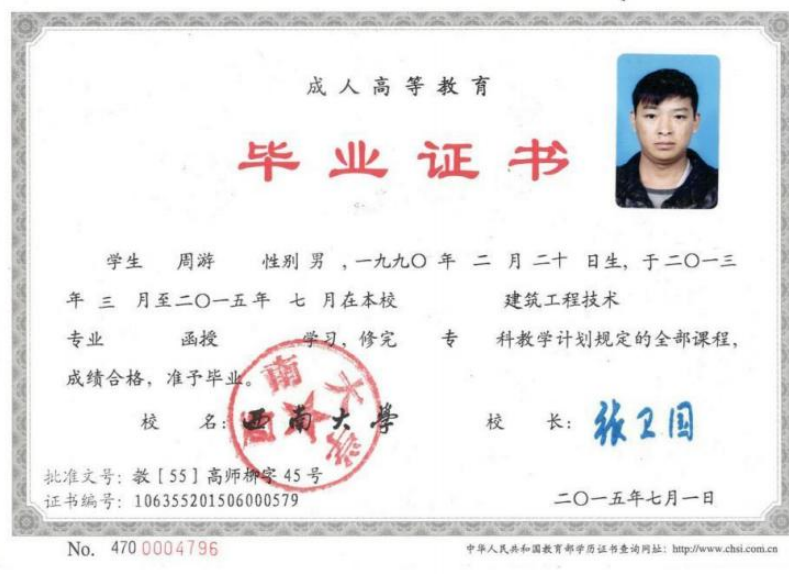 成人高等教育
毕业证书
学生 周游 性别 男 ,一九九〇 年 二 月 二十 日生, 于二〇一三
年 三 月至二〇一五年 七 月在本校 建筑工程技术
专业 函授 学习, 修完 专 科教学计划规定的全部课程,
成绩合格, 准予毕业。
校 名: 西南大学 校 长: 张卫国
西南大学
批准文号: 教[55]高师柳字45号
证书编号: 106355201506000579
二〇一五年七月一日
No. 470 0004796
中华人民共和国教育部学历证书查询网址: http://www.chsi.com.cn